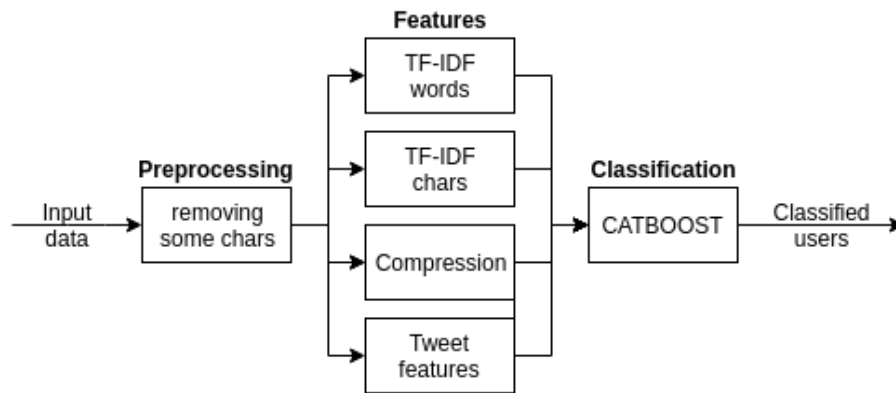 Features
TF-IDF
words
TF-IDF
chars
Preprocessing
Classification
Input
data
removing
some chars
CATBOOST
Classified
users
Compression
Tweet
features